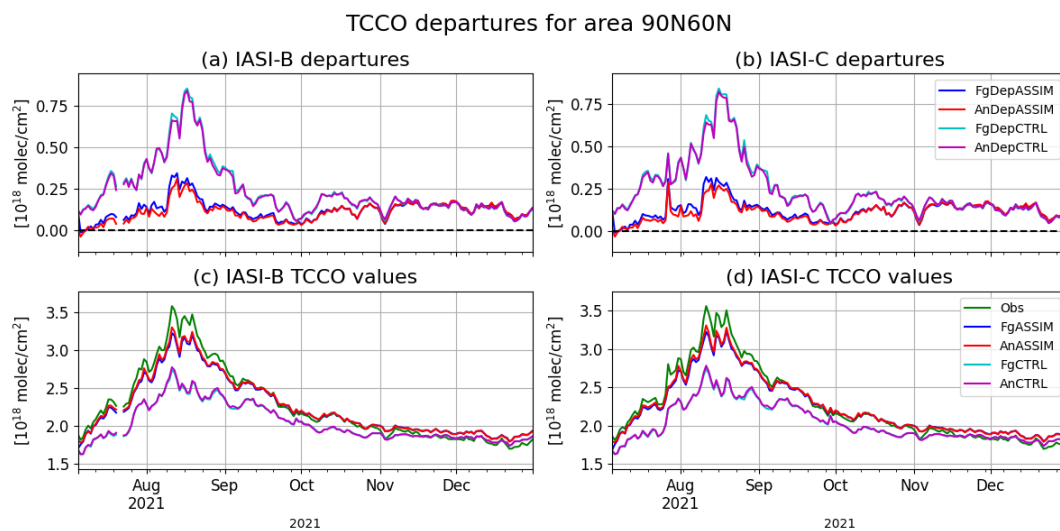 TCCO departures for area 90N60N
(a) IASI-B departures
[10¹⁸ molec/cm²]
0.75
0.50
0.25
0.00
(b) IASI-C departures
[10¹⁸ molec/cm²]
0.75
0.50
0.25
0.00
FgDepASSIM
AnDepASSIM
FgDepCTRL
AnDepCTRL
(c) IASI-B TCCO values
[10¹⁸ molec/cm²]
3.5
3.0
2.5
2.0
1.5
Aug Sep Oct Nov Dec
2021
2021
(d) IASI-C TCCO values
[10¹⁸ molec/cm²]
3.5
3.0
2.5
2.0
1.5
Obs
FgASSIM
AnASSIM
FgCTRL
AnCTRL
Aug Sep Oct Nov Dec
2021
2021